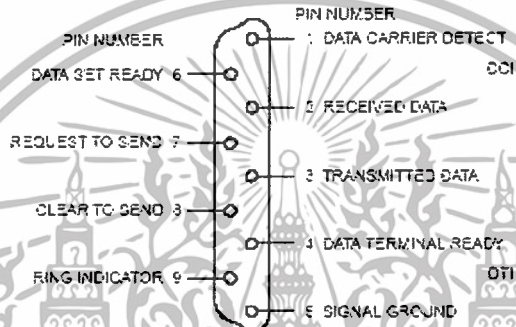 PIN NUMBER
PIN NUMBER
1 DATA CARRIER DETECT
DATA SET READY 6
2 RECEIVED DATA
REQUEST TO SEND 7
3 TRANSMITTED DATA
CLEAR TO SEND 8
4 DATA TERMINAL READY
RING INDICATOR 9
5 SIGNAL GROUND